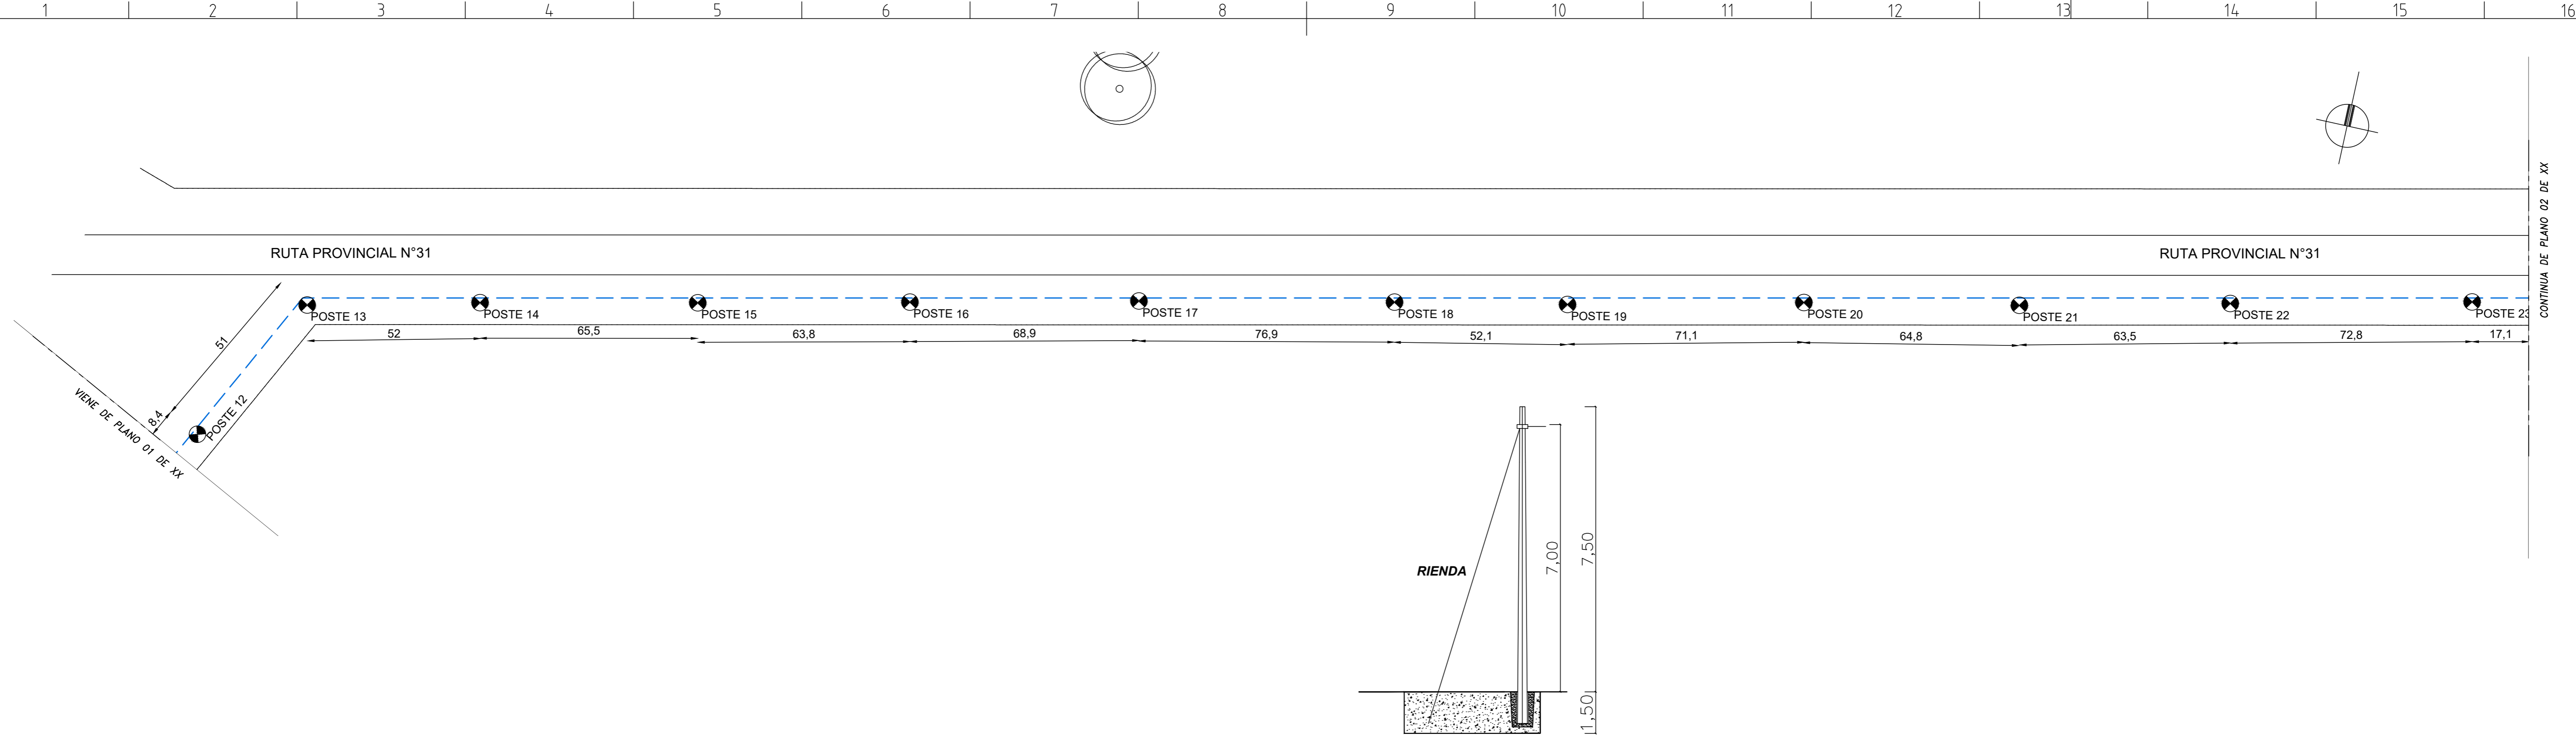 1 2 3 4 5 6 7 8 9 10 11 12 13 14 15 16
RUTA PROVINCIAL N°31
RUTA PROVINCIAL N°31
CONTINUA DE PLANO 02 DE XX
POSTE 13
POSTE 14
POSTE 15
POSTE 16
POSTE 17
POSTE 18
POSTE 19
POSTE 20
POSTE 21
POSTE 22
POSTE 23
52
65,5
63,8
68,9
76,9
52,1
71,1
64,8
63,5
72,8
17,1
51
8,4
POSTE 12
VIENE DE PLANO 01 DE XX
RIENDA
7,00
7,50
1,50